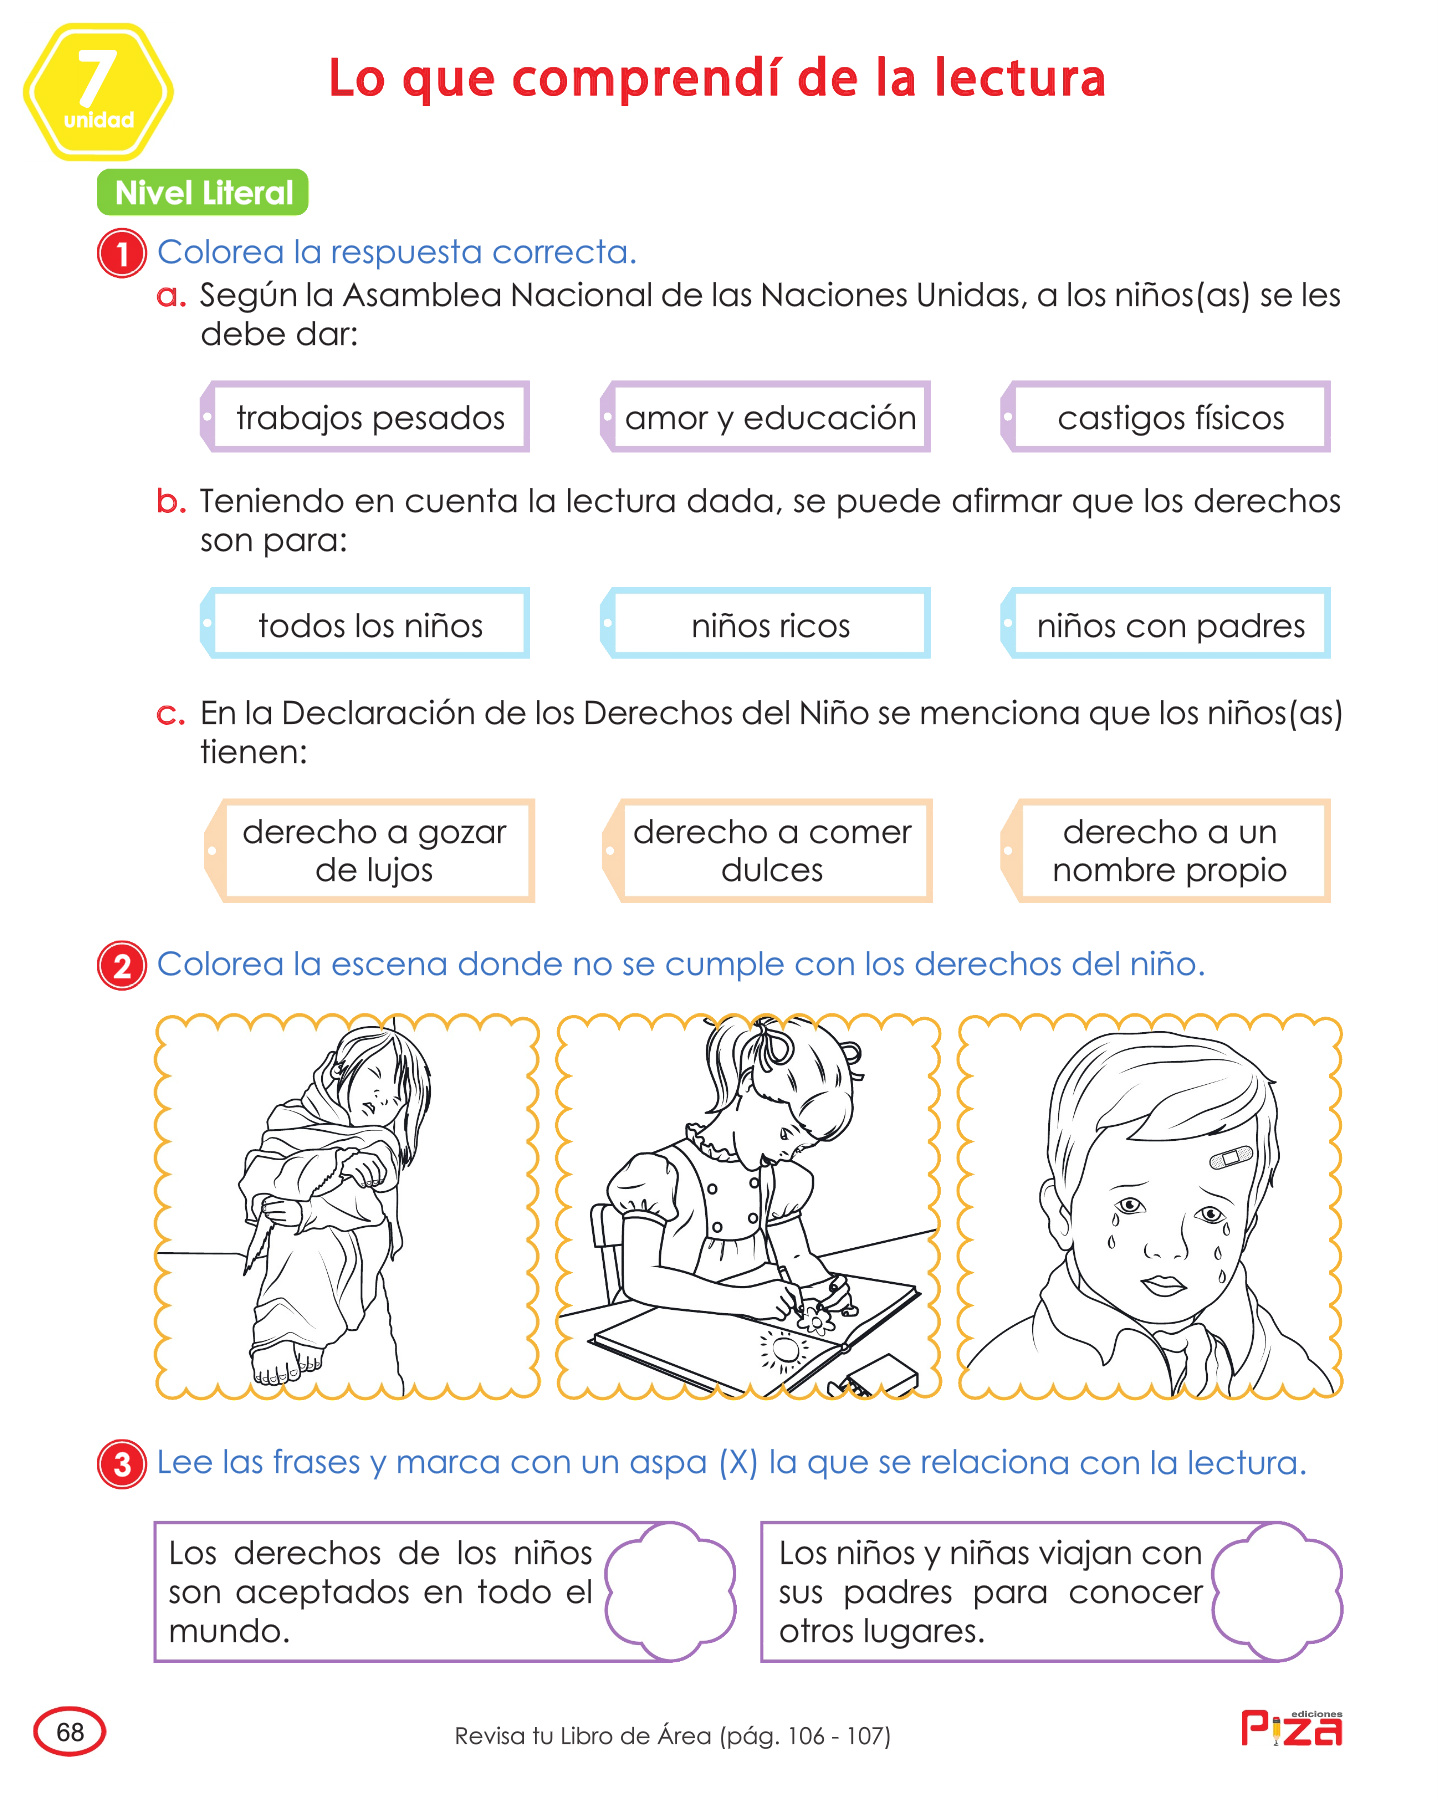 7
unidad
Lo que comprendí de la lectura
Nivel Literal
1 Colorea la respuesta correcta.
a. Según la Asamblea Nacional de las Naciones Unidas, a los niños(as) se les
debe dar:
trabajos pesados
amor y educación
castigos físicos
b. Teniendo en cuenta la lectura dada, se puede afirmar que los derechos
son para:
todos los niños
niños ricos
niños con padres
c. En la Declaración de los Derechos del Niño se menciona que los niños(as)
tienen:
derecho a gozar
de lujos
derecho a comer
dulces
derecho a un
nombre propio
2 Colorea la escena donde no se cumple con los derechos del niño.
3 Lee las frases y marca con un aspa (X) la que se relaciona con la lectura.
Los derechos de los niños
son aceptados en todo el
mundo.
Los niños y niñas viajan con
sus padres para conocer
otros lugares.
68
Revisa tu Libro de Área (pág. 106 - 107)
ediciones
Piza